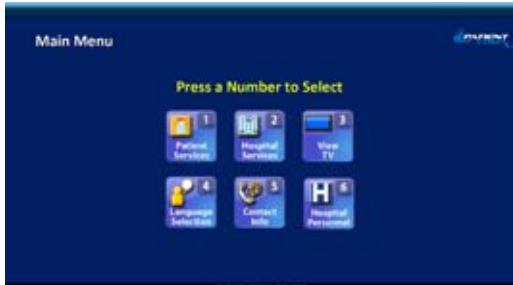 Main Menu
Press a Number to Select
1
Patient
Services
2
Hospital
Services
3
View
TV
4
Language
Selection
5
Contact
Info
6
Hospital
Personnel